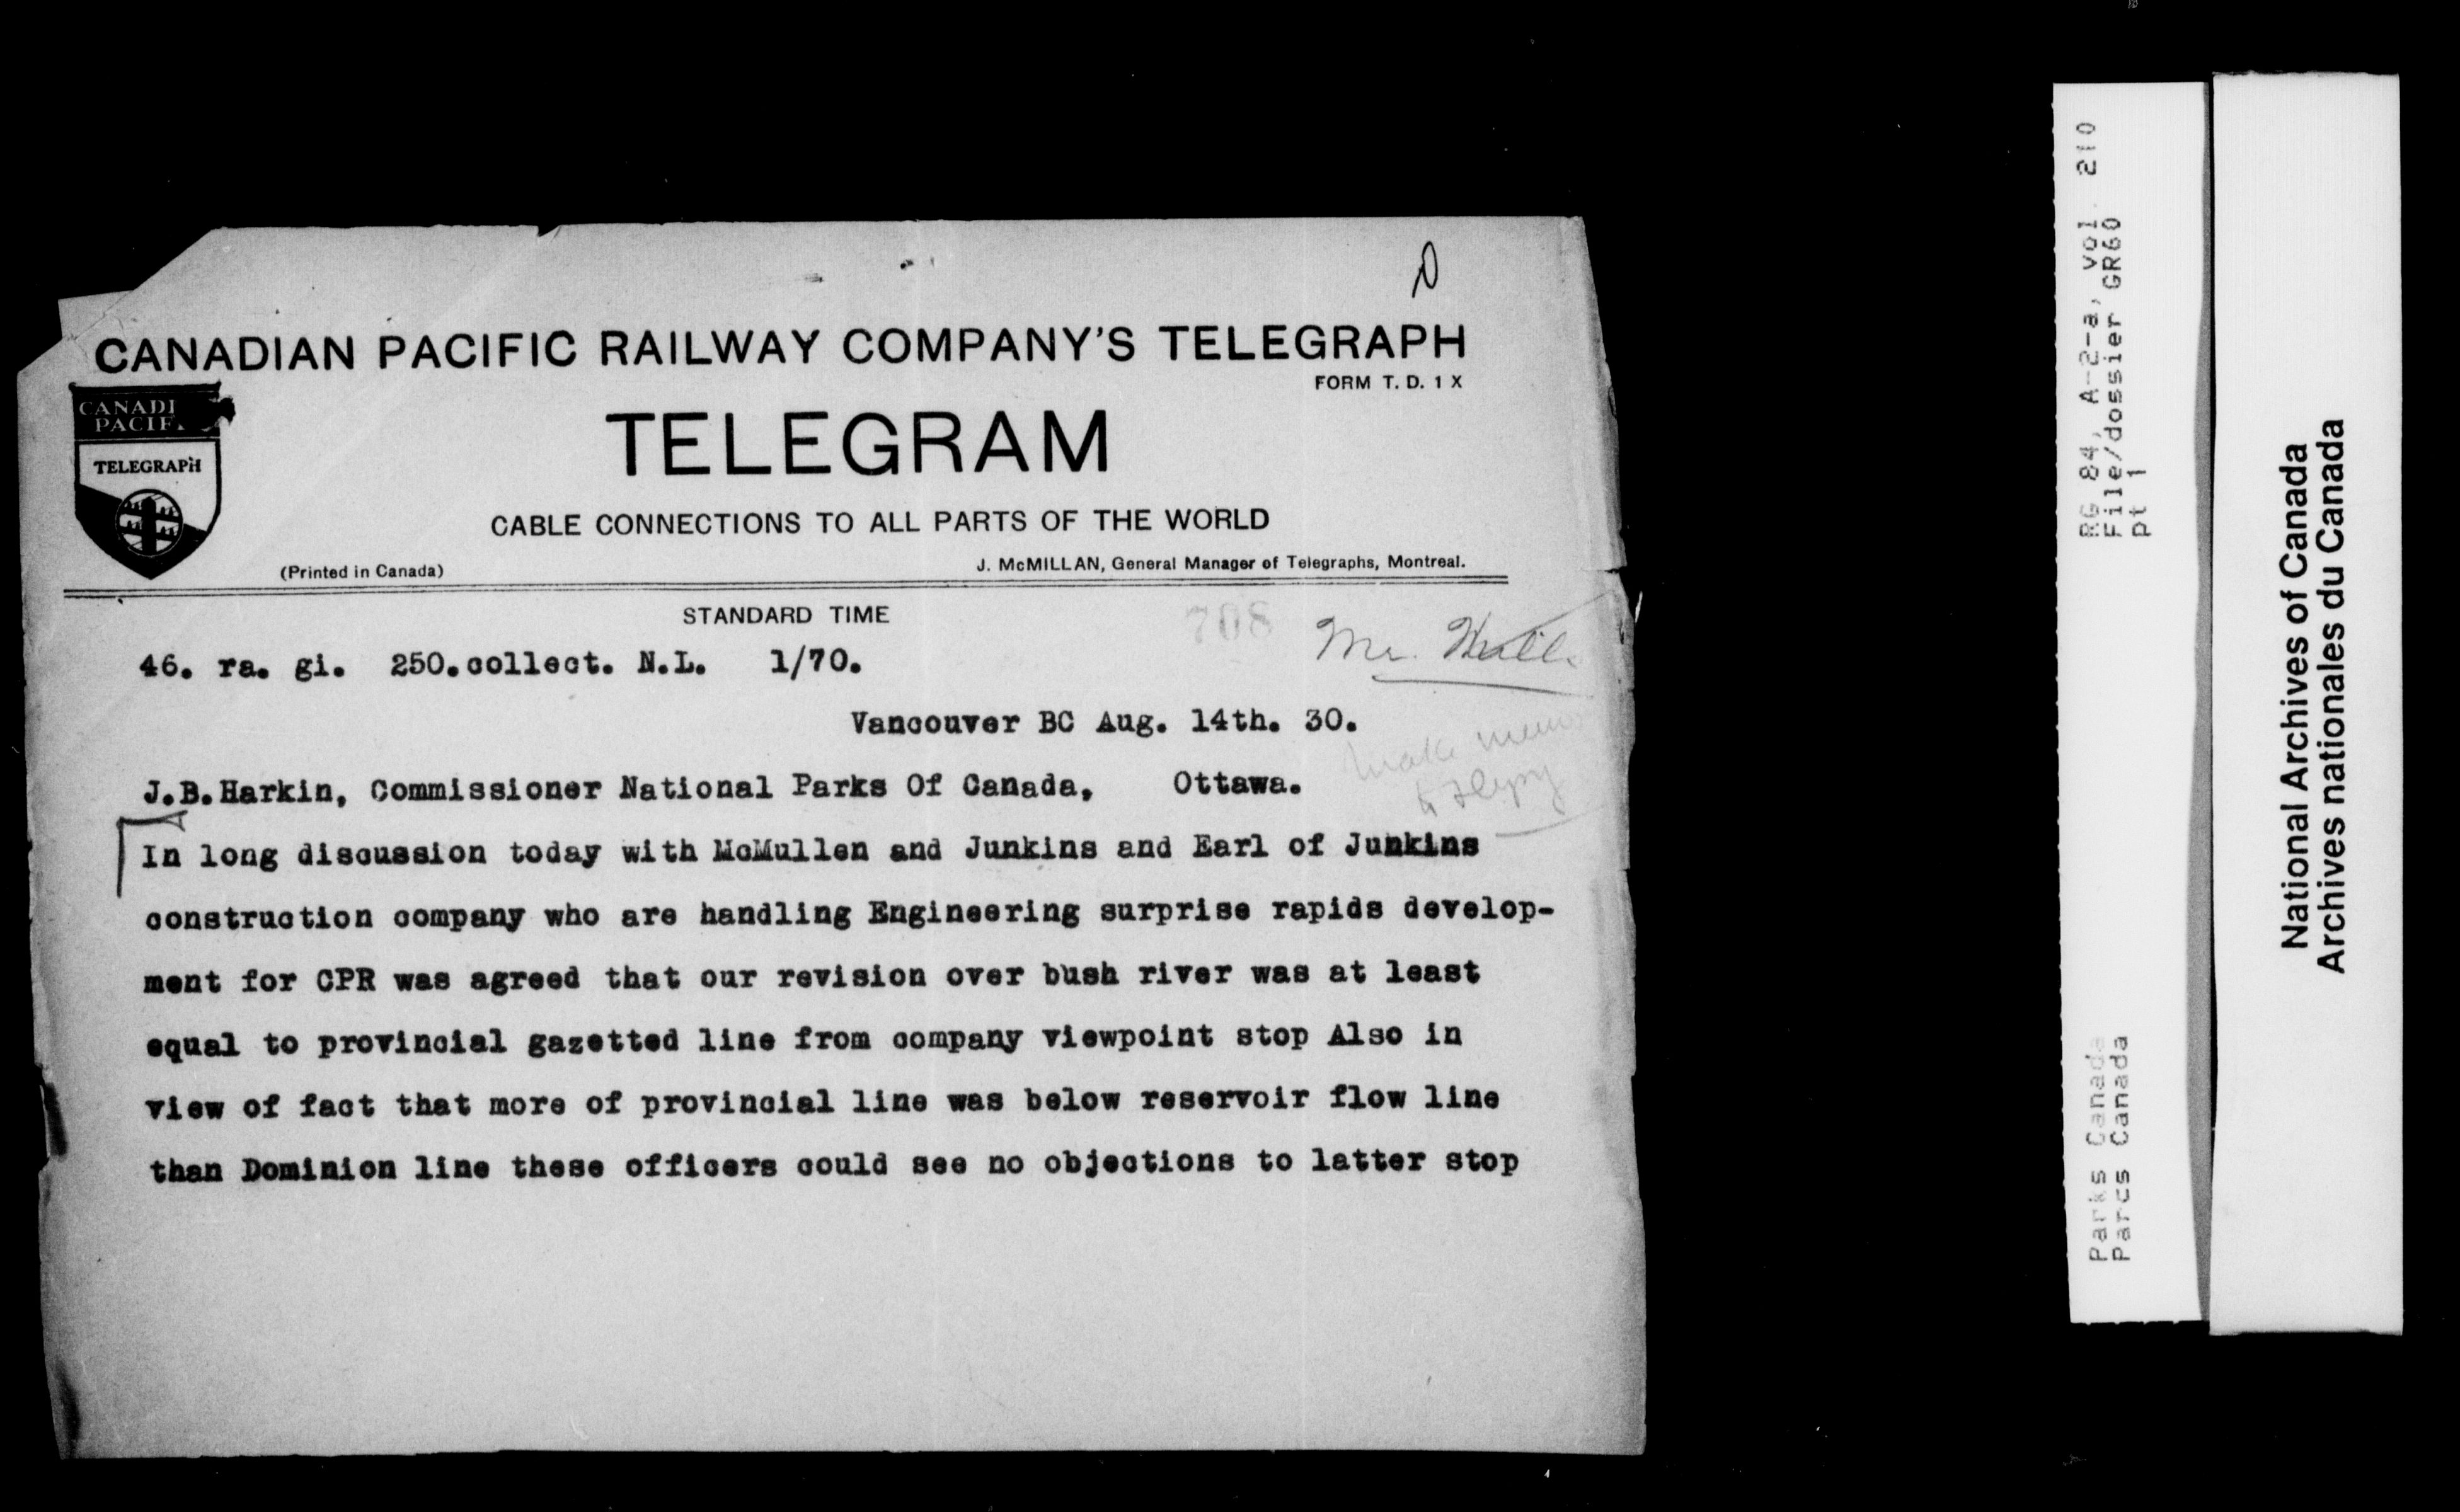 CANADIAN PACIFIC RAILWAY COMPANY'S TELEGRAPH
FORM T. D. 1 X
CANADI
PACIF
TELEGRAPH
TELEGRAM
CABLE CONNECTIONS TO ALL PARTS OF THE WORLD
(Printed in Canada)
J. McMILLAN, General Manager of Telegraphs, Montreal.
STANDARD TIME
708
Mr.
46. ra. gi. 250.collect. N.L. 1/70.
Vancouver BC Aug. 14th. 30.
make memo
J.B.Harkin, Commissioner National Parks Of Canada, Ottawa.
In long discussion today with McMullen and Junkins and Earl of Junkins
construction company who are handling Engineering surprise rapids develop-
ment for CPR was agreed that our revision over bush river was at least
equal to provincial gazetted line from company viewpoint stop Also in
view of fact that more of provincial line was below reservoir flow line
than Dominion line these officers could see no objections to latter stop
RG 84, A-2-a, vol 210
File/dossier GR60
pt 1
Parks Canada
Parcs Canada
National Archives of Canada
Archives nationales du Canada